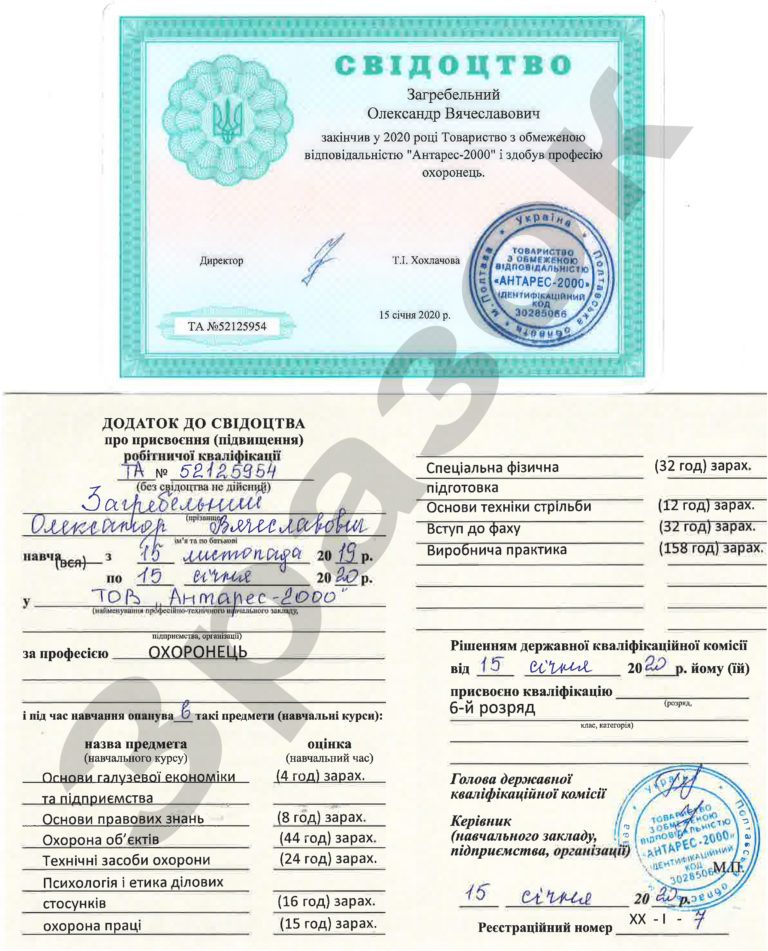 СВІДОЦТВО
Загребельний
Олександр Вячеславович
закінчив у 2020 році Товариство з обмеженою
відповідальністю "Антарес-2000" і здобув професію
охоронець.
Директор
Т.І. Хохлачова
15 січня 2020 р.
ТА №52125954
Україна
м.Полтава
Полтавська область
ТОВАРИСТВО
З ОБМЕЖЕНОЮ
ВІДПОВІДАЛЬНІСТЮ
«АНТАРЕС-2000»
ІДЕНТИФІКАЦІЙНИЙ
КОД
30285066
Зразок
ДОДАТОК ДО СВІДОЦТВА
про присвоєння (підвищення)
робітничої кваліфікації
ТА № 52125954
(без свідоцтва не дійсний)
Загребельний
(прізвище)
Олександр Вячеславович
ім'я та по батькові
навча(вся) з 15 листопада 2019 р.
по 15 січня 2020 р.
у ТОВ „Антарес-2000"
(найменування професійно-технічного навчального закладу,
підприємства, організації)
за професією ОХОРОНЕЦЬ
і під час навчання опанував такі предмети (навчальні курси):
назва предмета оцінка
(навчального курсу) (навчальний час)
Основи галузевої економіки (4 год) зарах.
та підприємства
Основи правових знань (8 год) зарах.
Охорона об’єктів (44 год) зарах.
Технічні засоби охорони (24 год) зарах.
Психологія і етика ділових
стосунків (16 год) зарах.
охорона праці (15 год) зарах.
Спеціальна фізична (32 год) зарах.
підготовка
Основи техніки стрільби (12 год) зарах.
Вступ до фаху (32 год) зарах.
Виробнича практика (158 год) зарах.
Рішенням державної кваліфікаційної комісії
від 15 січня 2020 р. йому (їй)
присвоєно кваліфікацію
(розряд,
6-й розряд
клас, категорія)
Голова державної
кваліфікаційної комісії
Керівник
(навчального закладу,
підприємства, організації)
М.П.
ТОВАРИСТВО
З ОБМЕЖЕНОЮ
ВІДПОВІДАЛЬНІСТЮ
«АНТАРЕС-2000»
ІДЕНТИФІКАЦІЙНИЙ
КОД
30285066
15 січня 2020 р.
Реєстраційний номер XX - I - 7